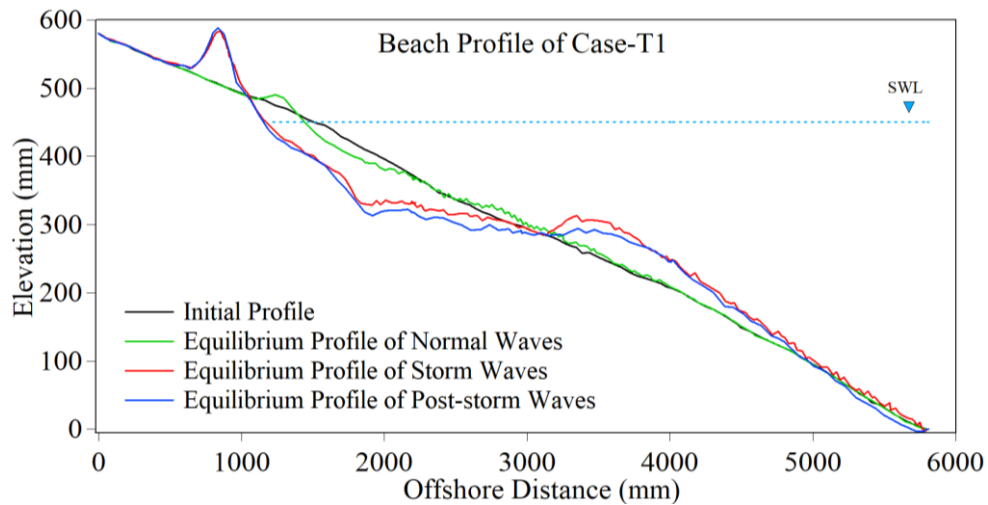 Beach Profile of Case-T1
SWL
Elevation (mm)
600
500
400
300
200
100
0
Initial Profile
Equilibrium Profile of Normal Waves
Equilibrium Profile of Storm Waves
Equilibrium Profile of Post-storm Waves
0 1000 2000 3000 4000 5000 6000
Offshore Distance (mm)